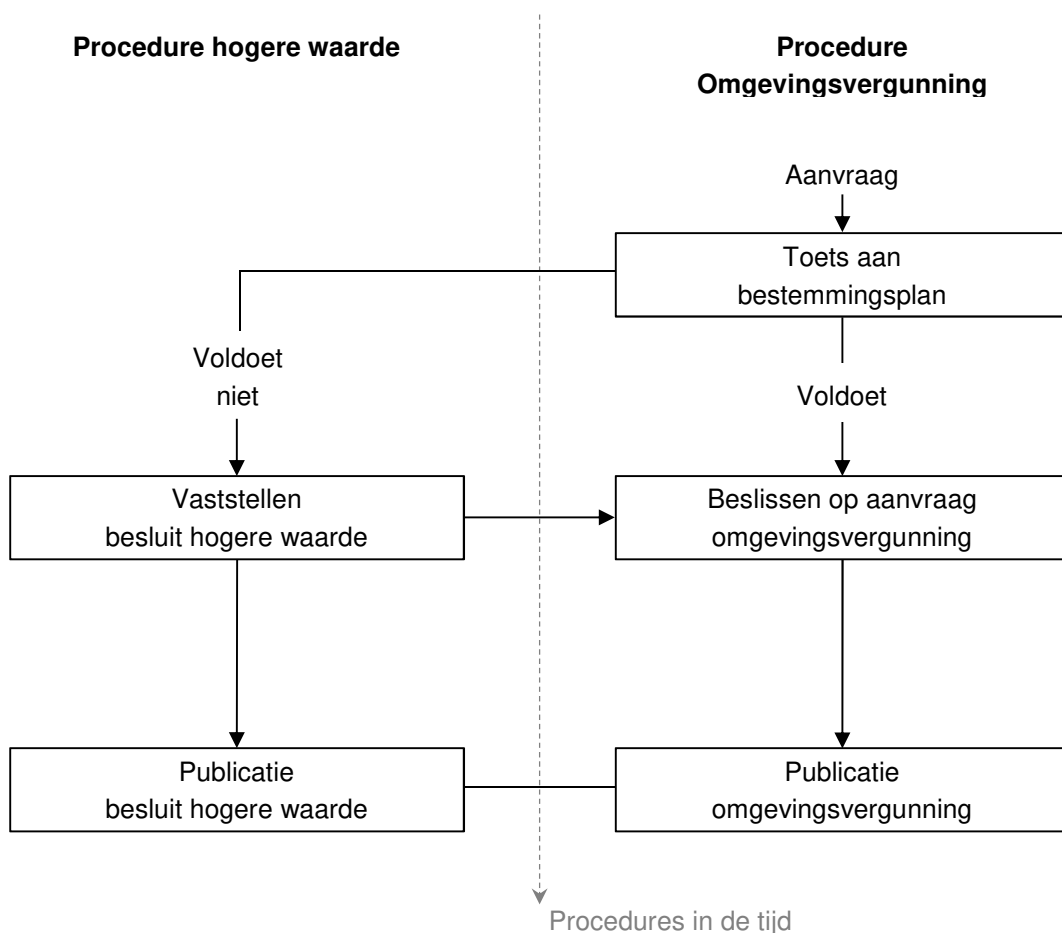 Procedure hogere waarde
Procedure
Omgevingsvergunning
Aanvraag
Toets aan
bestemmingsplan
Voldoet
niet
Voldoet
Vaststellen
besluit hogere waarde
Beslissen op aanvraag
omgevingsvergunning
Publicatie
besluit hogere waarde
Publicatie
omgevingsvergunning
Procedures in de tijd